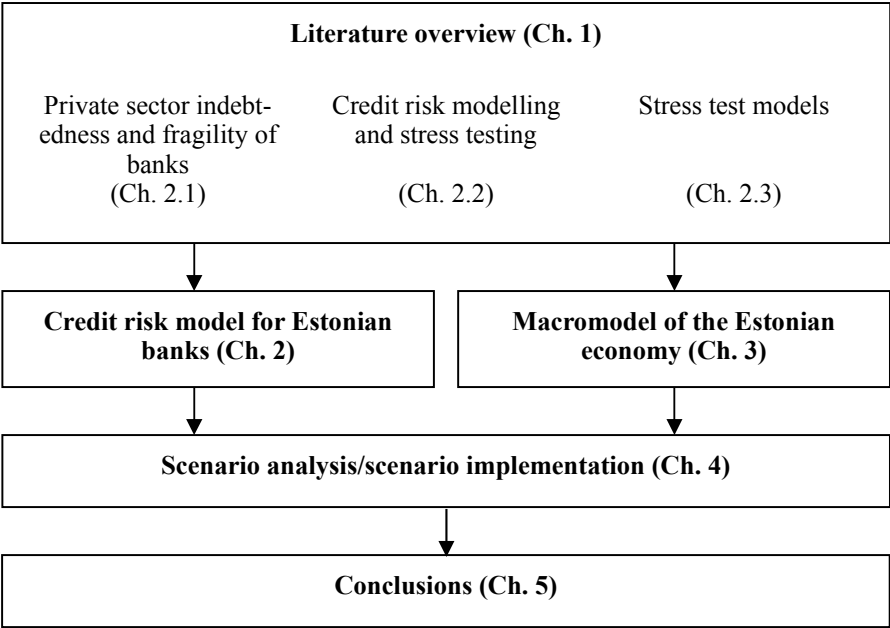 Literature overview (Ch. 1)
Private sector indebt-
edness and fragility of
banks
(Ch. 2.1)
Credit risk modelling
and stress testing
(Ch. 2.2)
Stress test models
(Ch. 2.3)
Credit risk model for Estonian
banks (Ch. 2)
Macromodel of the Estonian
economy (Ch. 3)
Scenario analysis/scenario implementation (Ch. 4)
Conclusions (Ch. 5)